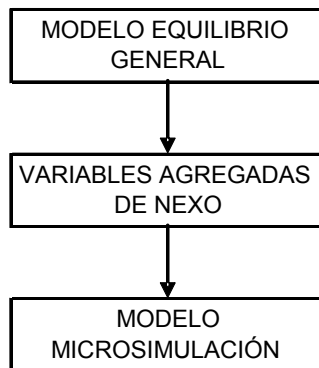 MODELO EQUILIBRIO
GENERAL
VARIABLES AGREGADAS
DE NEXO
MODELO
MICROSIMULACIÓN